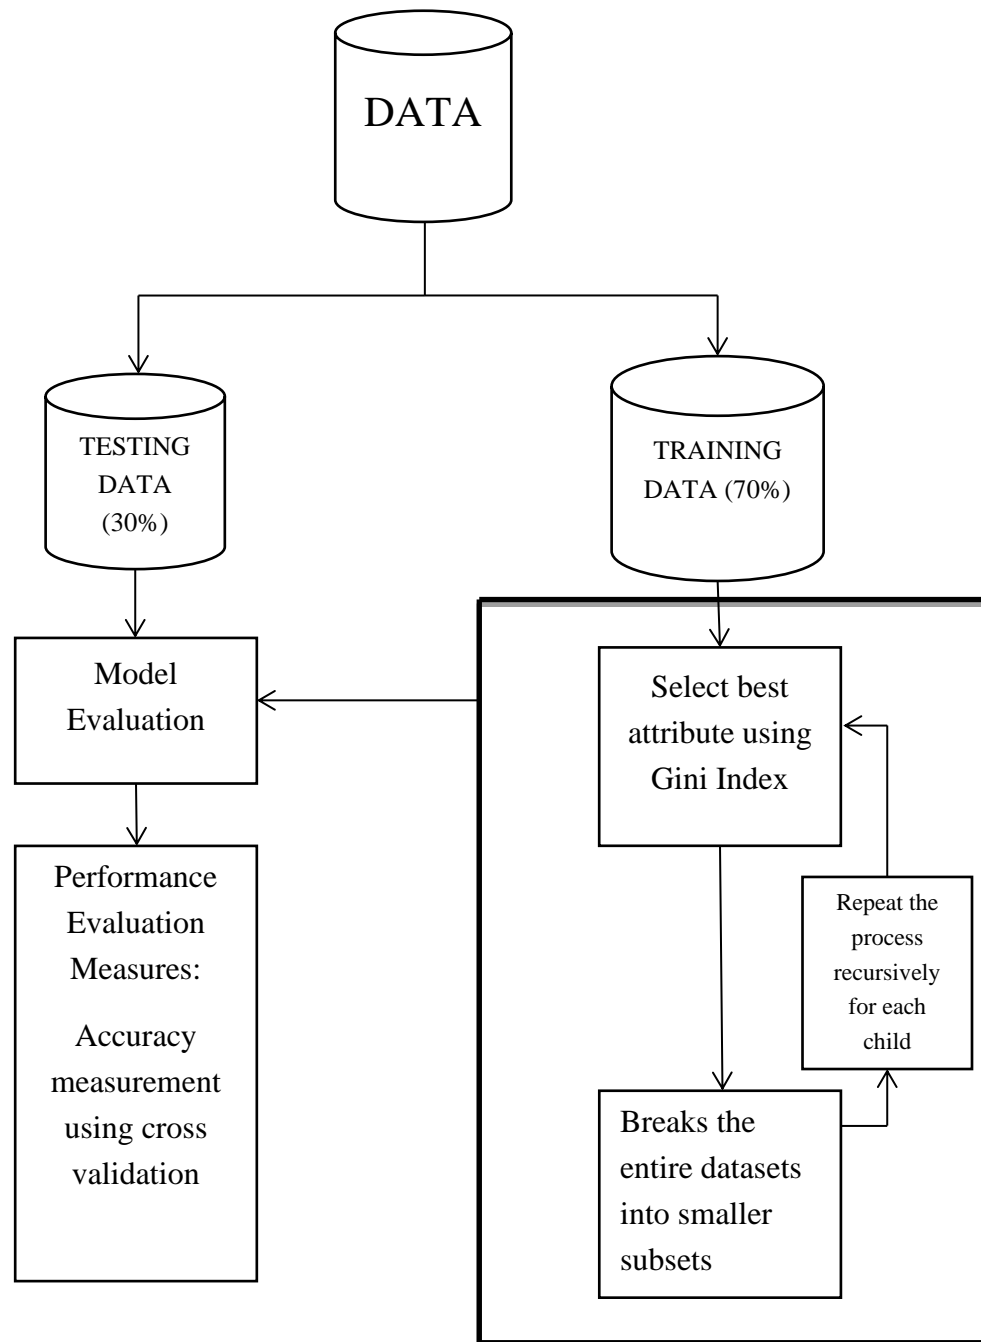 DATA
TESTING
DATA
(30%)
TRAINING
DATA (70%)
Model
Evaluation
Select best
attribute using
Gini Index
Performance
Evaluation
Measures:
Accuracy
measurement
using cross
validation
Repeat the
process
recursively
for each
child
Breaks the
entire datasets
into smaller
subsets